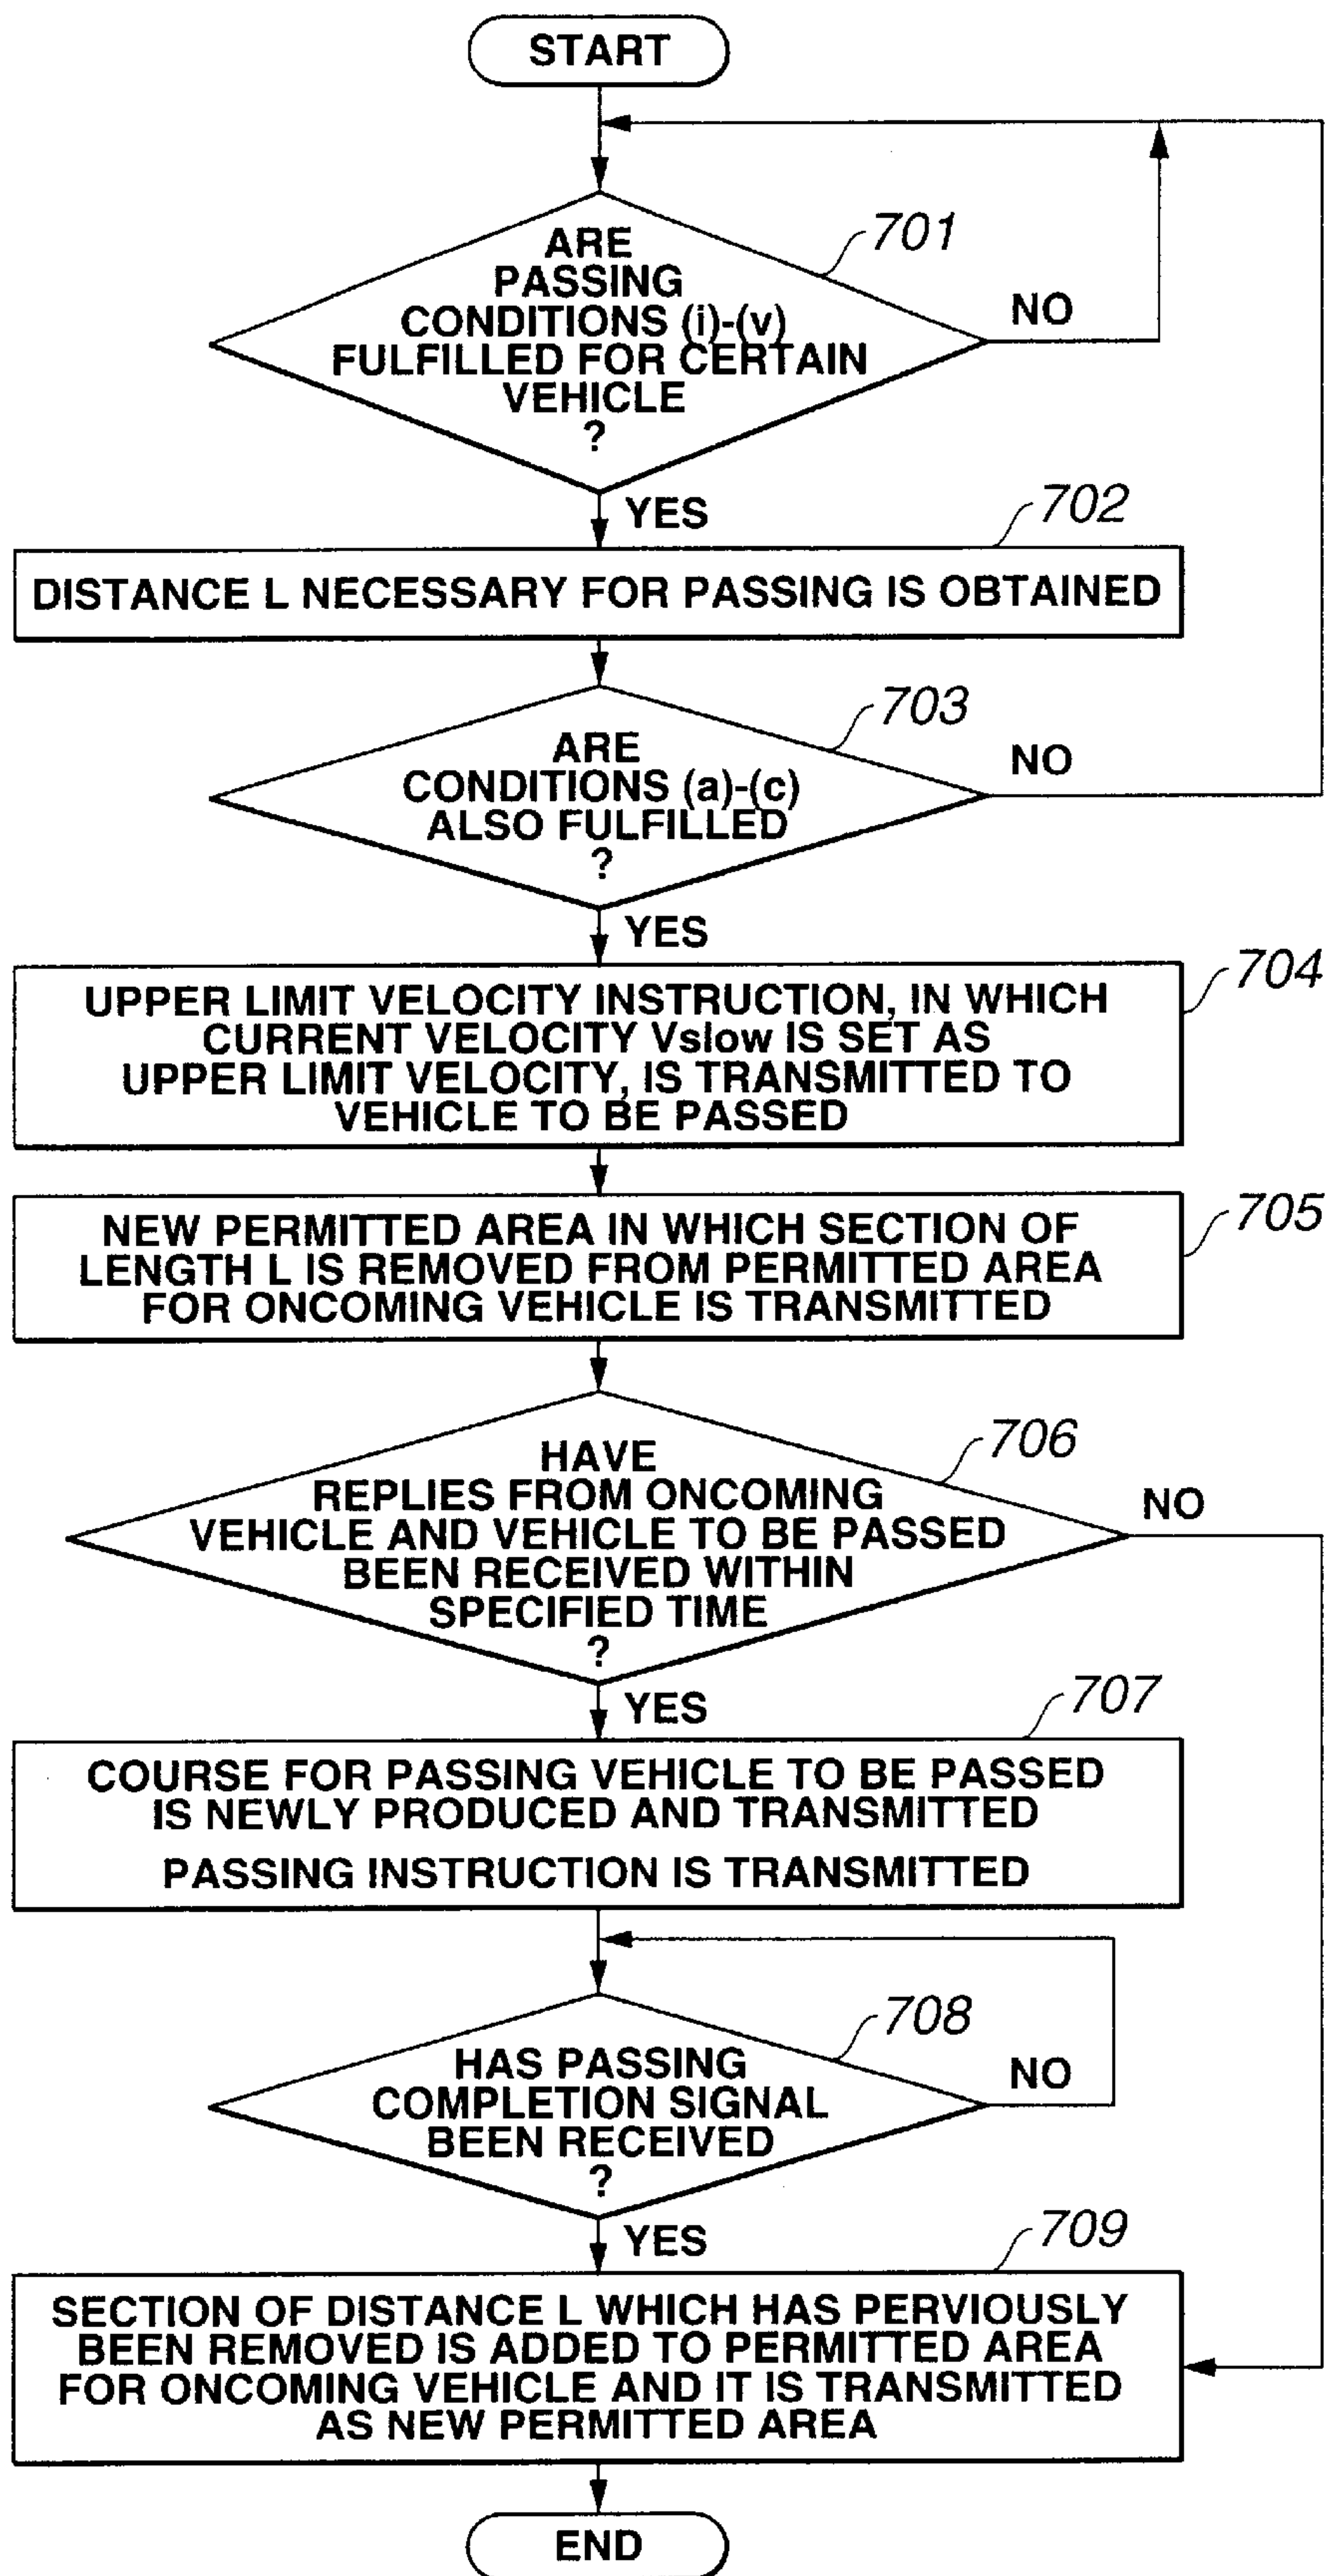 START
ARE
PASSING
CONDITIONS (i)-(v)
FULFILLED FOR CERTAIN
VEHICLE
?
701
NO
YES
702
DISTANCE L NECESSARY FOR PASSING IS OBTAINED
703
ARE
CONDITIONS (a)-(c)
ALSO FULFILLED
?
NO
YES
704
UPPER LIMIT VELOCITY INSTRUCTION, IN WHICH
CURRENT VELOCITY Vslow IS SET AS
UPPER LIMIT VELOCITY, IS TRANSMITTED TO
VEHICLE TO BE PASSED
705
NEW PERMITTED AREA IN WHICH SECTION OF
LENGTH L IS REMOVED FROM PERMITTED AREA
FOR ONCOMING VEHICLE IS TRANSMITTED
706
HAVE
REPLIES FROM ONCOMING
VEHICLE AND VEHICLE TO BE PASSED
BEEN RECEIVED WITHIN
SPECIFIED TIME
?
NO
YES
707
COURSE FOR PASSING VEHICLE TO BE PASSED
IS NEWLY PRODUCED AND TRANSMITTED
PASSING INSTRUCTION IS TRANSMITTED
708
HAS PASSING
COMPLETION SIGNAL
BEEN RECEIVED
?
NO
YES
709
SECTION OF DISTANCE L WHICH HAS PERVIOUSLY
BEEN REMOVED IS ADDED TO PERMITTED AREA
FOR ONCOMING VEHICLE AND IT IS TRANSMITTED
AS NEW PERMITTED AREA
END